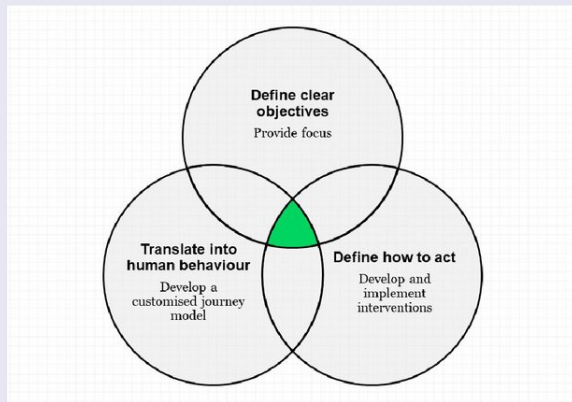 Define clear
objectives
Provide focus
Translate into
human behaviour
Develop a
customised journey
model
Define how to act
Develop and
implement
interventions